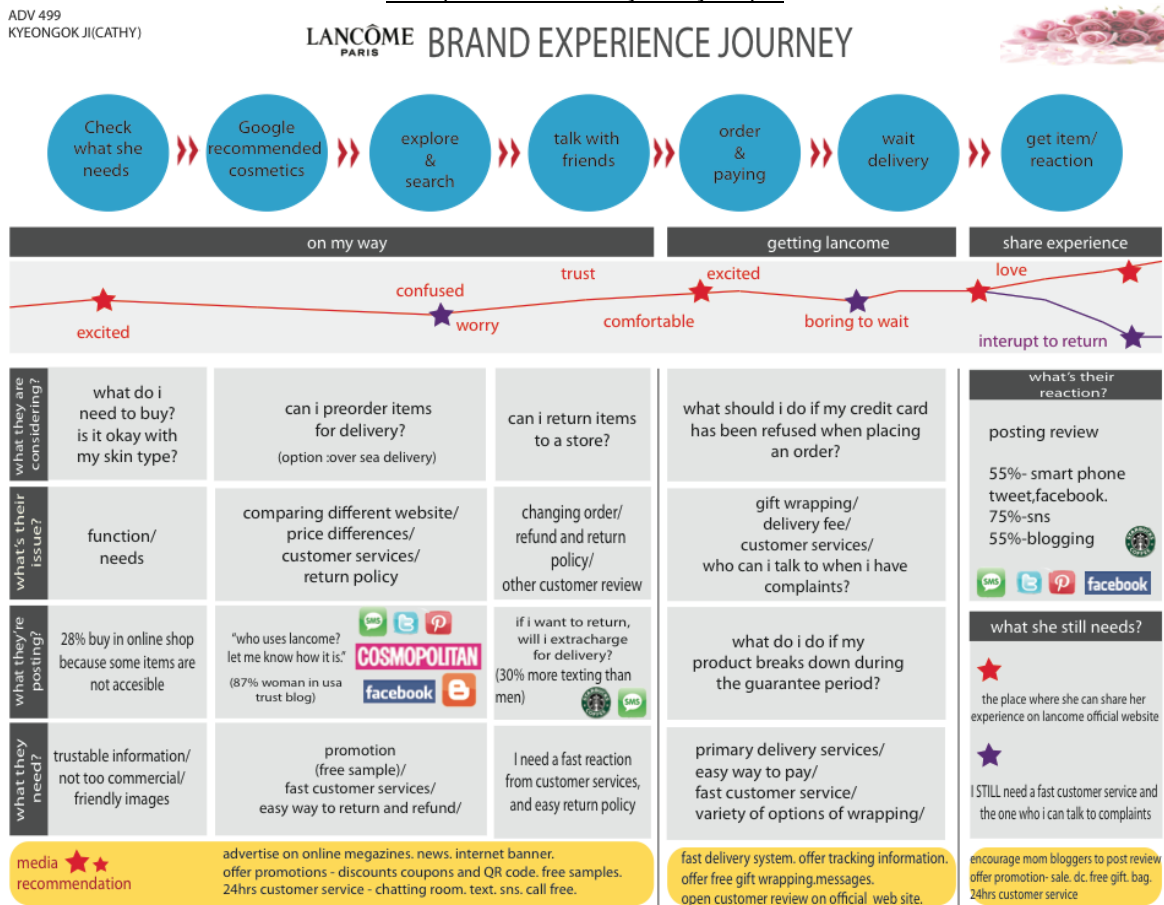 ADV 499
KYEONGOK JI(CATHY)
LANCÔME
PARIS
BRAND EXPERIENCE JOURNEY
Check
what she
needs
Google
recommended
cosmetics
explore
&
search
talk with
friends
order
&
paying
wait
delivery
get item/
reaction
on my way
getting lancome
share experience
excited
confused
worry
trust
comfortable
excited
boring to wait
love
interupt to return
what they are
considering?
what do i
need to buy?
is it okay with
my skin type?
can i preorder items
for delivery?
(option :over sea delivery)
can i return items
to a store?
what should i do if my credit card
has been refused when placing
an order?
what's their
reaction?
posting review
55%- smart phone
tweet,facebook.
75%-sns
55%-blogging
SMS
facebook
what's their
issue?
function/
needs
comparing different website/
price differences/
customer services/
return policy
changing order/
refund and return
policy/
other customer review
gift wrapping/
delivery fee/
customer services/
who can i talk to when i have
complaints?
what they're
posting?
28% buy in online shop
because some items are
not accesible
"who uses lancome?
let me know how it is."
(87% woman in usa
trust blog)
SMS
COSMOPOLITAN
facebook
if i want to return,
will i extracharge
for delivery?
(30% more texting than
men)
SMS
what do i do if my
product breaks down during
the guarantee period?
what she still needs?
the place where she can share her
experience on lancome official website
I STILL need a fast customer service and
the one who i can talk to complaints
what they
need?
trustable information/
not too commercial/
friendly images
promotion
(free sample)/
fast customer services/
easy way to return and refund/
I need a fast reaction
from customer services,
and easy return policy
primary delivery services/
easy way to pay/
fast customer service/
variety of options of wrapping/
media
recommendation
advertise on online megazines. news. internet banner.
offer promotions - discounts coupons and QR code. free samples.
24hrs customer service - chatting room. text. sns. call free.
fast delivery system. offer tracking information.
offer free gift wrapping.messages.
open customer review on official web site.
encourage mom bloggers to post review
offer promotion- sale. dc. free gift. bag.
24hrs customer service